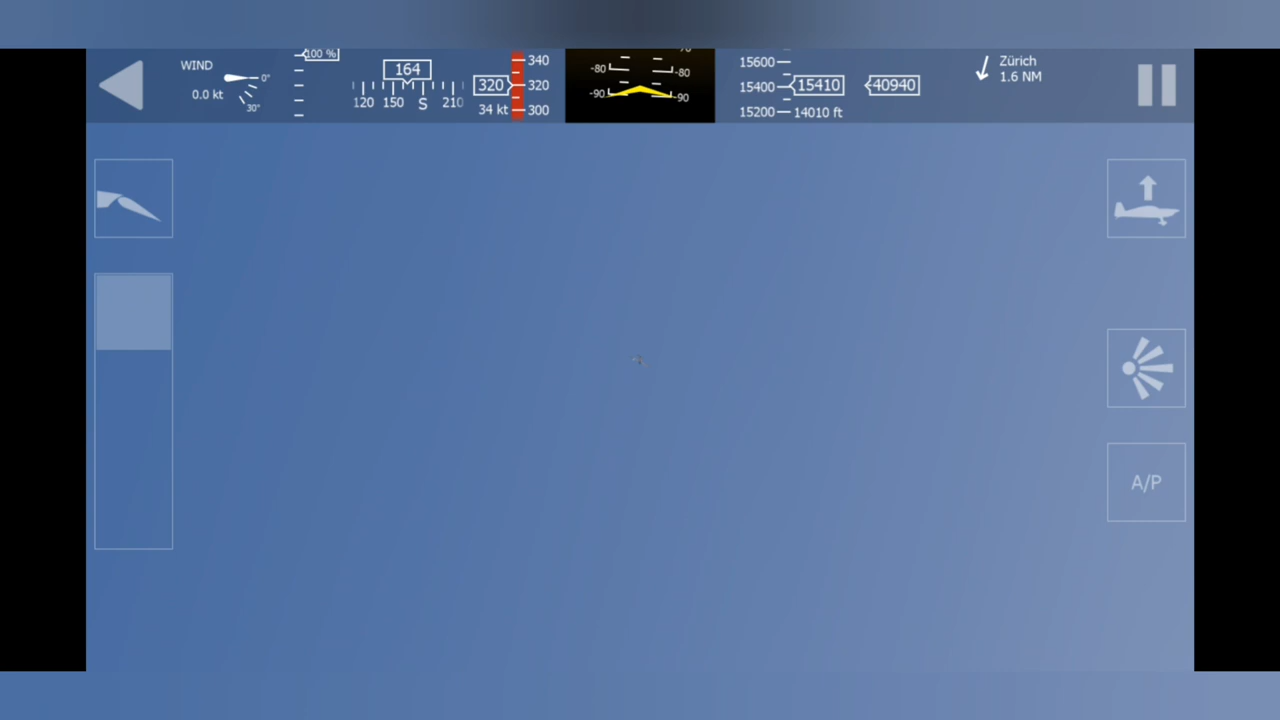 WIND
0.0 kt
0°
30°
100 %
164
120 150 S 210
320
34 kt
340
320
300
-80 -80
-90 -90
15600
15400
15200
15410
14010 ft
40940
Zürich
1.6 NM
A/P